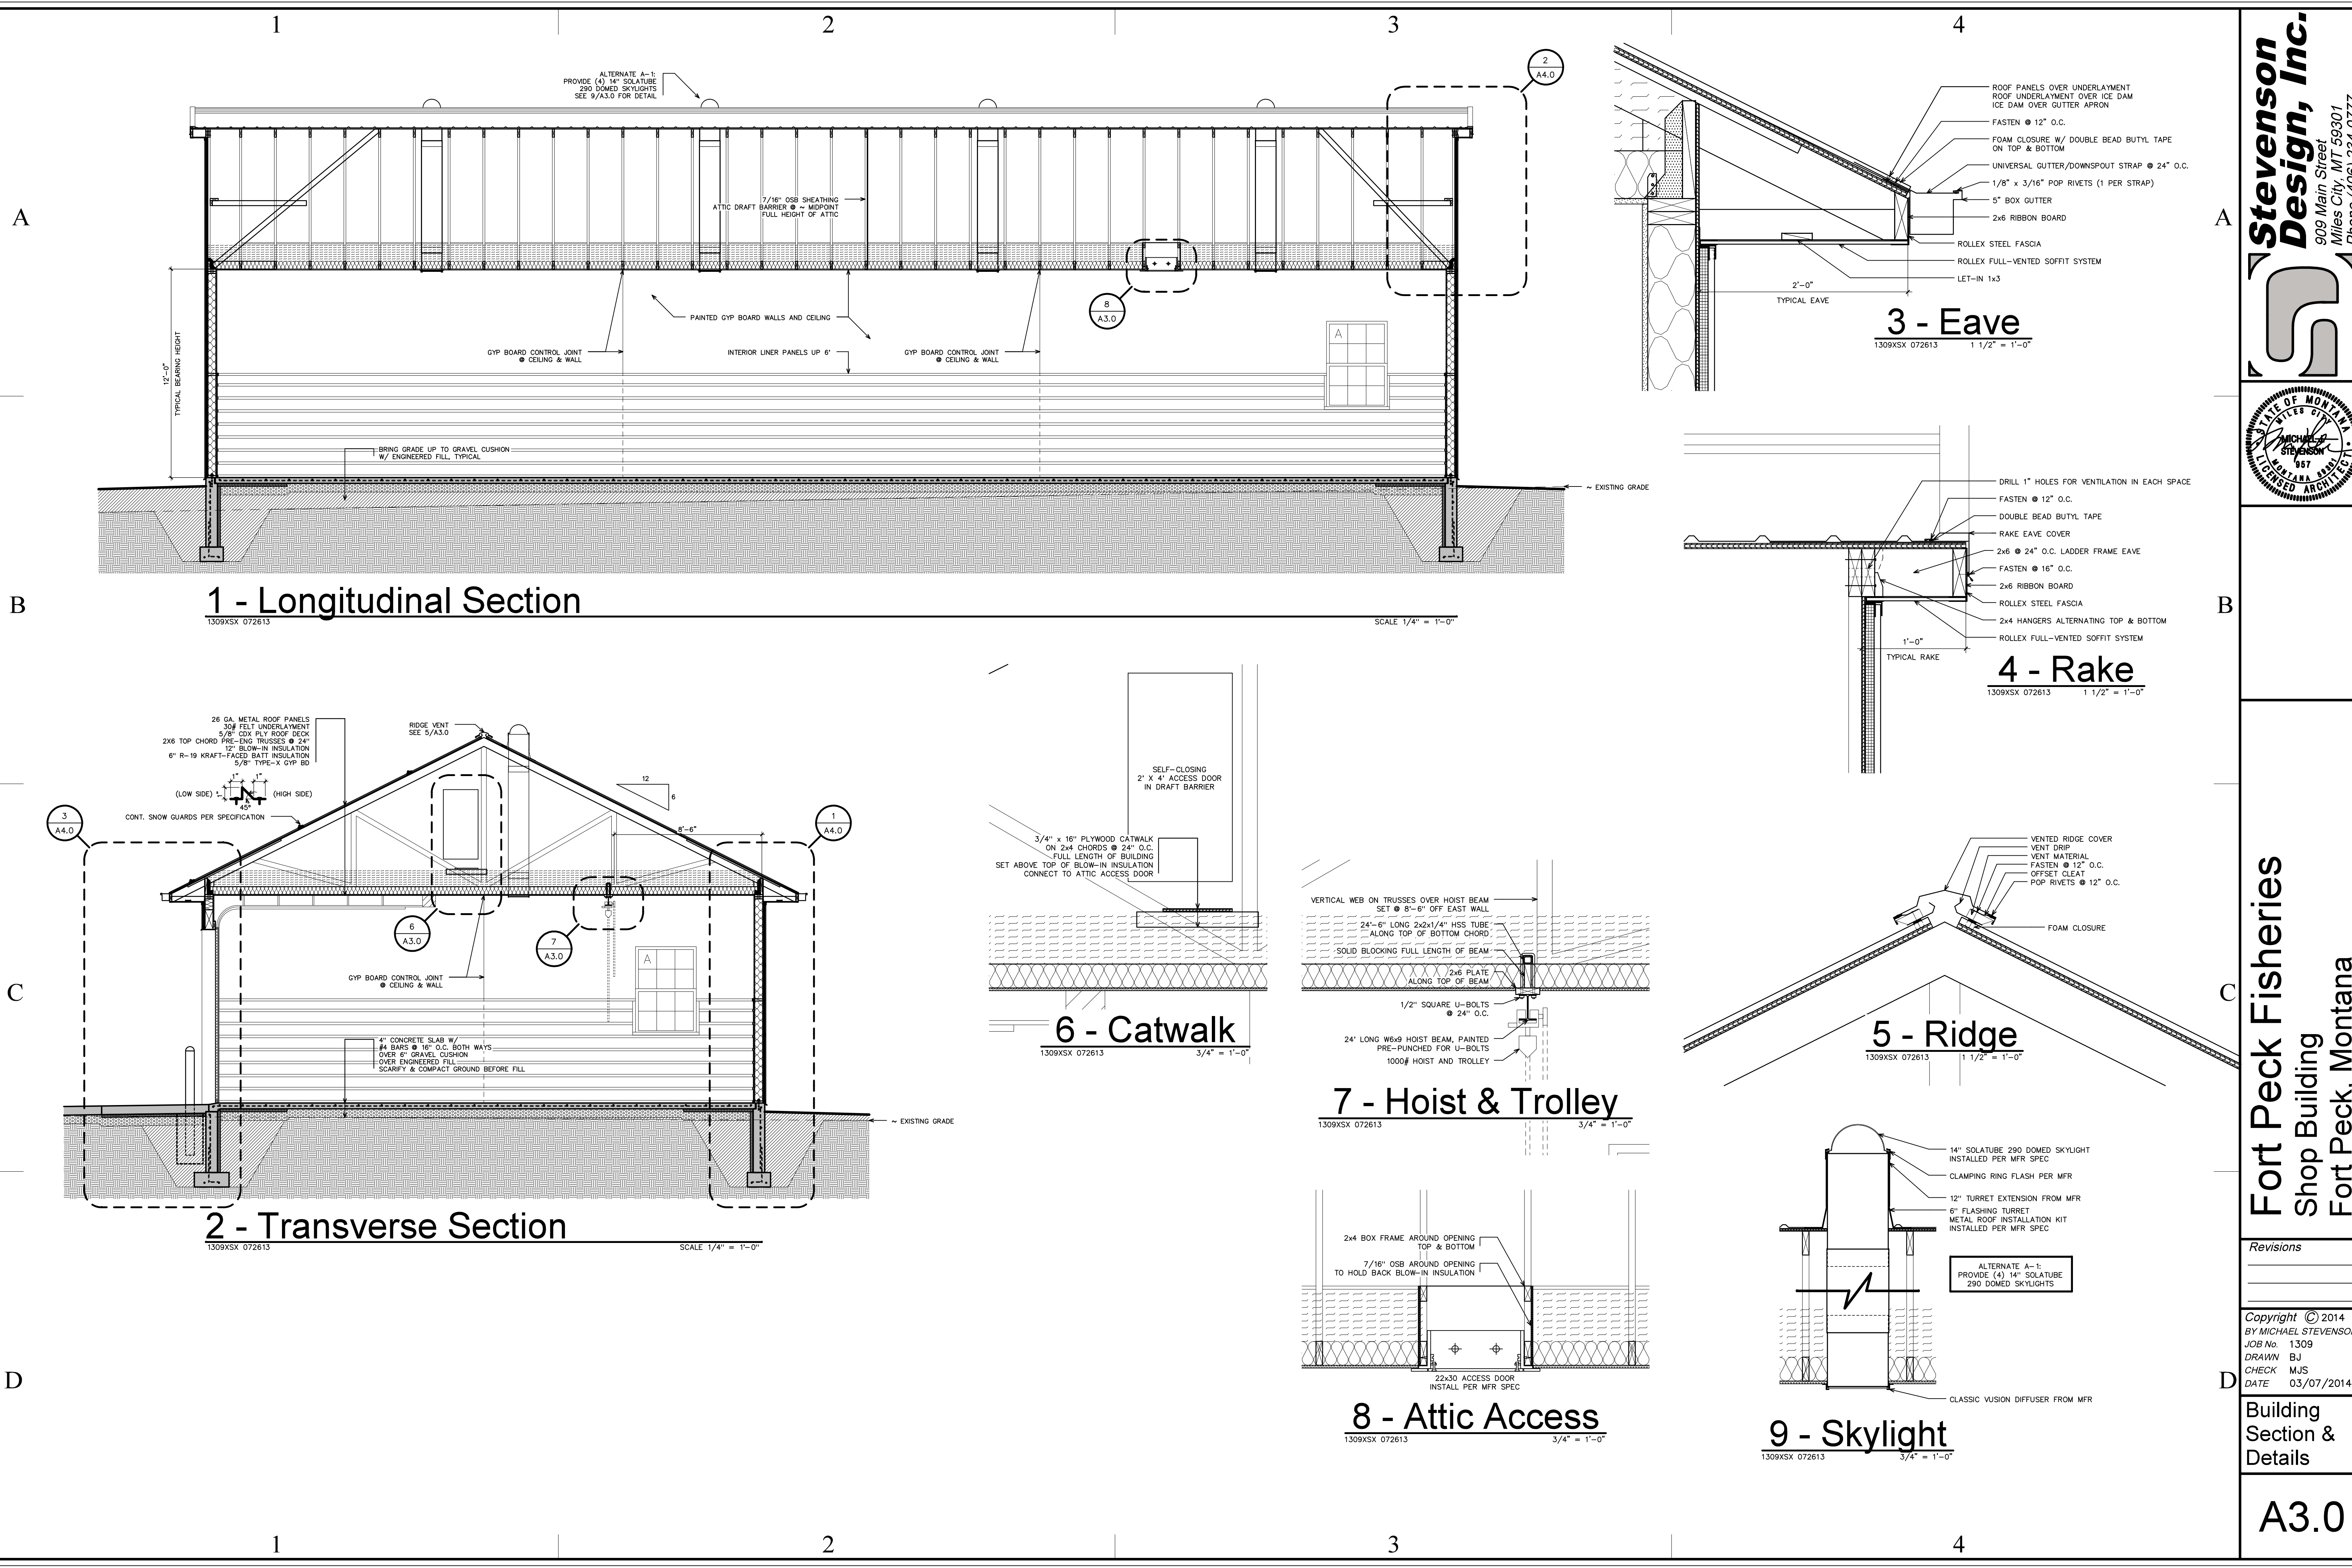 1
2
3
4
A
B
C
D
ALTERNATE A-1:
PROVIDE (4) 14" SOLATUBE
290 DOMED SKYLIGHTS
SEE 9/A3.0 FOR DETAIL
2
A4.0
7/16" OSB SHEATHING
ATTIC DRAFT BARRIER @ ~ MIDPOINT
FULL HEIGHT OF ATTIC
8
A3.0
PAINTED GYP BOARD WALLS AND CEILING
GYP BOARD CONTROL JOINT
@ CEILING & WALL
INTERIOR LINER PANELS UP 6'
GYP BOARD CONTROL JOINT
@ CEILING & WALL
A
12'-0"
TYPICAL BEARING HEIGHT
BRING GRADE UP TO GRAVEL CUSHION
W/ ENGINEERED FILL, TYPICAL
~ EXISTING GRADE
1 - Longitudinal Section
1309XSX 072613
SCALE 1/4" = 1'-0"
26 GA. METAL ROOF PANELS
30# FELT UNDERLAYMENT
5/8" CDX PLY ROOF DECK
2X6 TOP CHORD PRE-ENG TRUSSES @ 24"
12" BLOW-IN INSULATION
6" R-19 KRAFT-FACED BATT INSULATION
5/8" TYPE-X GYP BD
1"
1"
(LOW SIDE)
1"
(HIGH SIDE)
45°
CONT. SNOW GUARDS PER SPECIFICATION
RIDGE VENT
SEE 5/A3.0
12
6
8'-6"
3
A4.0
1
A4.0
6
A3.0
7
A3.0
GYP BOARD CONTROL JOINT
@ CEILING & WALL
A
4" CONCRETE SLAB W/
#4 BARS @ 16" O.C. BOTH WAYS
OVER 6" GRAVEL CUSHION
OVER ENGINEERED FILL
SCARIFY & COMPACT GROUND BEFORE FILL
~ EXISTING GRADE
2 - Transverse Section
1309XSX 072613
SCALE 1/4" = 1'-0"
ROOF PANELS OVER UNDERLAYMENT
ROOF UNDERLAYMENT OVER ICE DAM
ICE DAM OVER GUTTER APRON
FASTEN @ 12" O.C.
FOAM CLOSURE W/ DOUBLE BEAD BUTYL TAPE
ON TOP & BOTTOM
UNIVERSAL GUTTER/DOWNSPOUT STRAP @ 24" O.C.
1/8" x 3/16" POP RIVETS (1 PER STRAP)
5" BOX GUTTER
2x6 RIBBON BOARD
ROLLEX STEEL FASCIA
ROLLEX FULL-VENTED SOFFIT SYSTEM
LET-IN 1x3
2'-0"
TYPICAL EAVE
3 - Eave
1309XSX 072613
1 1/2" = 1'-0"
DRILL 1" HOLES FOR VENTILATION IN EACH SPACE
FASTEN @ 12" O.C.
DOUBLE BEAD BUTYL TAPE
RAKE EAVE COVER
2x6 @ 24" O.C. LADDER FRAME EAVE
FASTEN @ 16" O.C.
2x6 RIBBON BOARD
ROLLEX STEEL FASCIA
2x4 HANGERS ALTERNATING TOP & BOTTOM
ROLLEX FULL-VENTED SOFFIT SYSTEM
1'-0"
TYPICAL RAKE
4 - Rake
1309XSX 072613
1 1/2" = 1'-0"
SELF-CLOSING
2' X 4' ACCESS DOOR
IN DRAFT BARRIER
3/4" x 16" PLYWOOD CATWALK
ON 2x4 CHORDS @ 24" O.C.
FULL LENGTH OF BUILDING
SET ABOVE TOP OF BLOW-IN INSULATION
CONNECT TO ATTIC ACCESS DOOR
6 - Catwalk
1309XSX 072613
3/4" = 1'-0"
VERTICAL WEB ON TRUSSES OVER HOIST BEAM
SET @ 8'-6" OFF EAST WALL
24'-6" LONG 2x2x1/4" HSS TUBE
ALONG TOP OF BOTTOM CHORD
SOLID BLOCKING FULL LENGTH OF BEAM
2x6 PLATE
ALONG TOP OF BEAM
1/2" SQUARE U-BOLTS
@ 24" O.C.
24' LONG W6x9 HOIST BEAM, PAINTED
PRE-PUNCHED FOR U-BOLTS
1000# HOIST AND TROLLEY
7 - Hoist & Trolley
1309XSX 072613
3/4" = 1'-0"
VENTED RIDGE COVER
VENT DRIP
VENT MATERIAL
FASTEN @ 12" O.C.
OFFSET CLEAT
POP RIVETS @ 12" O.C.
FOAM CLOSURE
5 - Ridge
1309XSX 072613
1 1/2" = 1'-0"
2x4 BOX FRAME AROUND OPENING
TOP & BOTTOM
7/16" OSB AROUND OPENING
TO HOLD BACK BLOW-IN INSULATION
22x30 ACCESS DOOR
INSTALL PER MFR SPEC
8 - Attic Access
1309XSX 072613
3/4" = 1'-0"
14" SOLATUBE 290 DOMED SKYLIGHT
INSTALLED PER MFR SPEC
CLAMPING RING FLASH PER MFR
12" TURRET EXTENSION FROM MFR
6" FLASHING TURRET
METAL ROOF INSTALLATION KIT
INSTALLED PER MFR SPEC
ALTERNATE A-1:
PROVIDE (4) 14" SOLATUBE
290 DOMED SKYLIGHTS
CLASSIC VUSION DIFFUSER FROM MFR
9 - Skylight
1309XSX 072613
3/4" = 1'-0"
A
B
C
D
1
2
3
4
Stevenson
Design, Inc.
909 Main Street
Miles City, MT 59301
STATE OF MONTANA
MILES CITY
MICHAEL J
STEVENSON
957
MONTANA 59301
LICENSED ARCHITECT
Fort Peck Fisheries
Shop Building
Fort Peck, Montana
Revisions
Copyright © 2014
BY MICHAEL STEVENSON
JOB No. 1309
DRAWN BJ
CHECK MJS
DATE 03/07/2014
Building
Section &
Details
A3.0